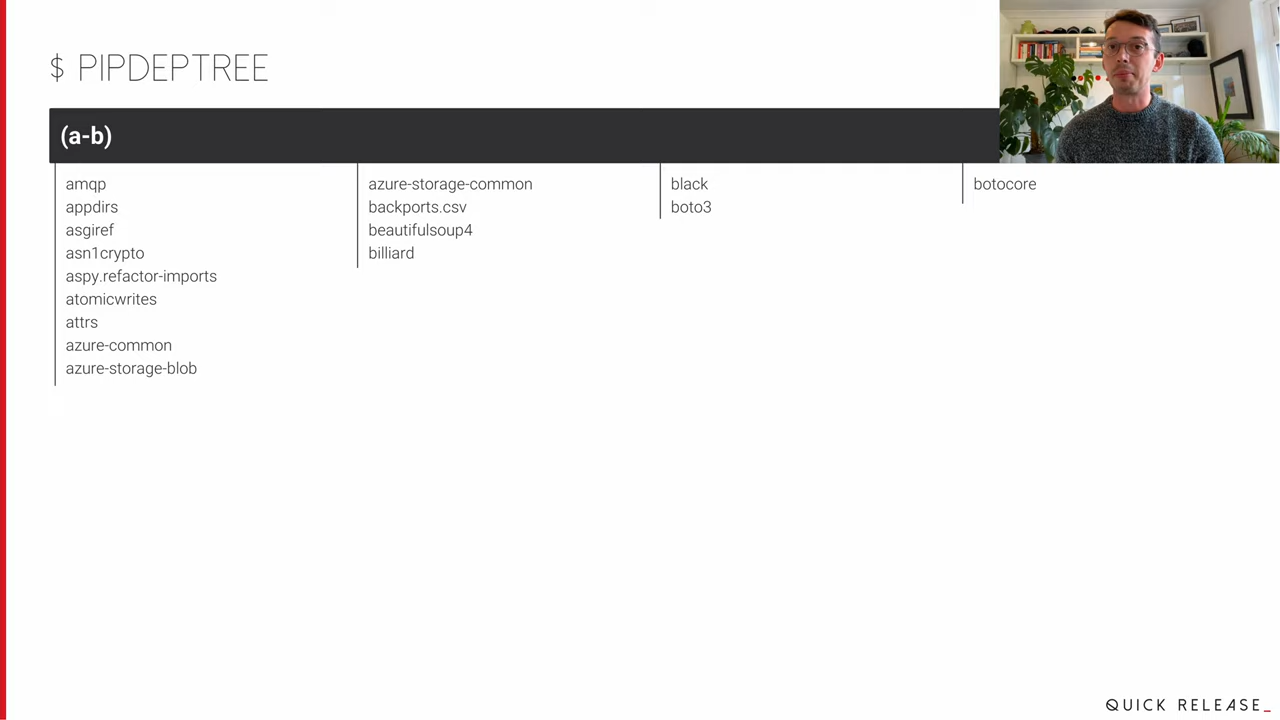 $ PIPDEPTREE
(a-b)
amqp
appdirs
asgiref
asn1crypto
aspy.refactor-imports
atomicwrites
attrs
azure-common
azure-storage-blob
azure-storage-common
backports.csv
beautifulsoup4
billiard
black
boto3
botocore
QUICK RELEASE_